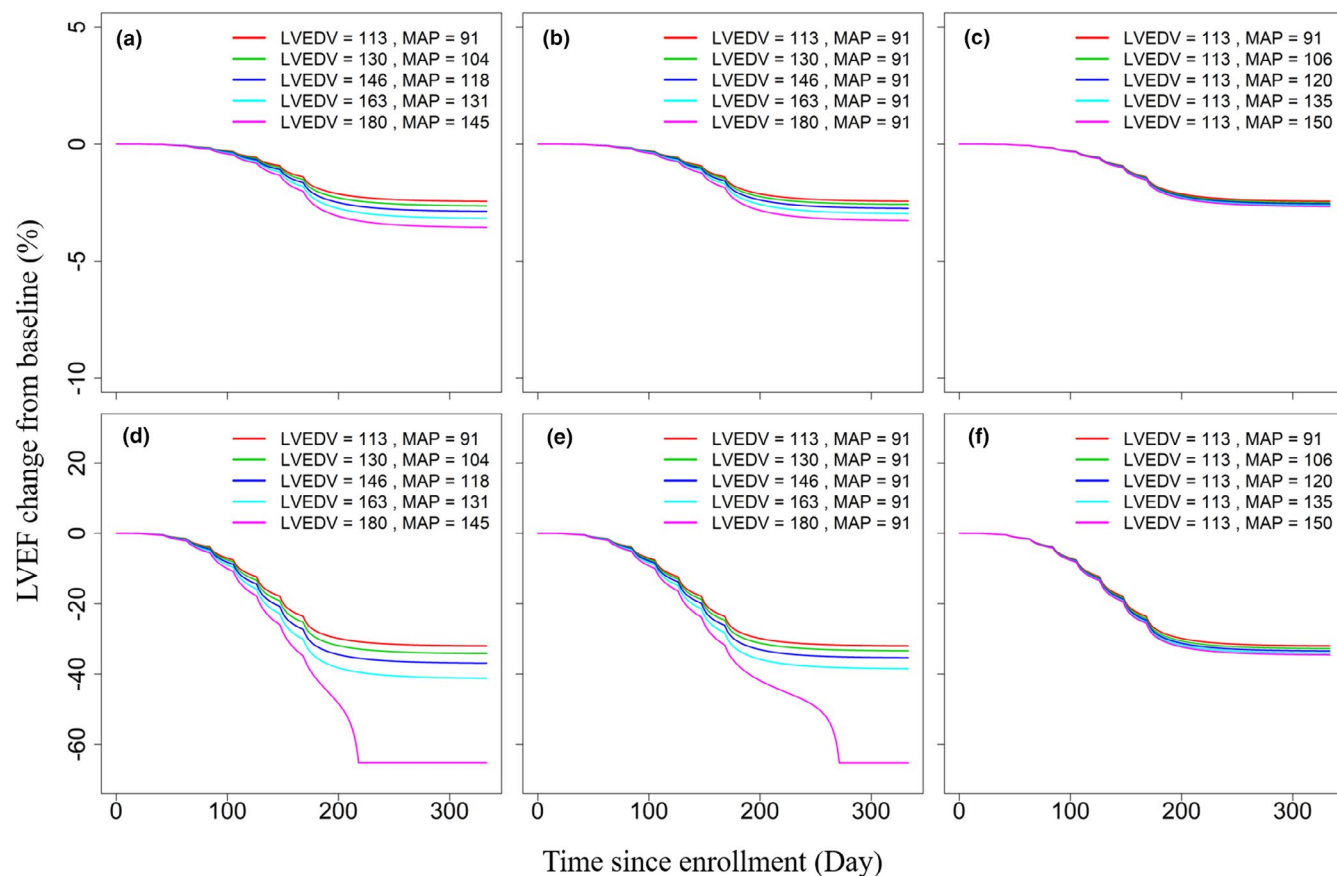 LVEF change from baseline (%)
(a)
LVEDV = 113 , MAP = 91
LVEDV = 130 , MAP = 104
LVEDV = 146 , MAP = 118
LVEDV = 163 , MAP = 131
LVEDV = 180 , MAP = 145
5
0
-5
-10
(b)
LVEDV = 113 , MAP = 91
LVEDV = 130 , MAP = 91
LVEDV = 146 , MAP = 91
LVEDV = 163 , MAP = 91
LVEDV = 180 , MAP = 91
(c)
LVEDV = 113 , MAP = 91
LVEDV = 113 , MAP = 106
LVEDV = 113 , MAP = 120
LVEDV = 113 , MAP = 135
LVEDV = 113 , MAP = 150
(d)
LVEDV = 113 , MAP = 91
LVEDV = 130 , MAP = 104
LVEDV = 146 , MAP = 118
LVEDV = 163 , MAP = 131
LVEDV = 180 , MAP = 145
20
0
-20
-40
-60
0 100 200 300
(e)
LVEDV = 113 , MAP = 91
LVEDV = 130 , MAP = 91
LVEDV = 146 , MAP = 91
LVEDV = 163 , MAP = 91
LVEDV = 180 , MAP = 91
0 100 200 300
(f)
LVEDV = 113 , MAP = 91
LVEDV = 113 , MAP = 106
LVEDV = 113 , MAP = 120
LVEDV = 113 , MAP = 135
LVEDV = 113 , MAP = 150
0 100 200 300
Time since enrollment (Day)